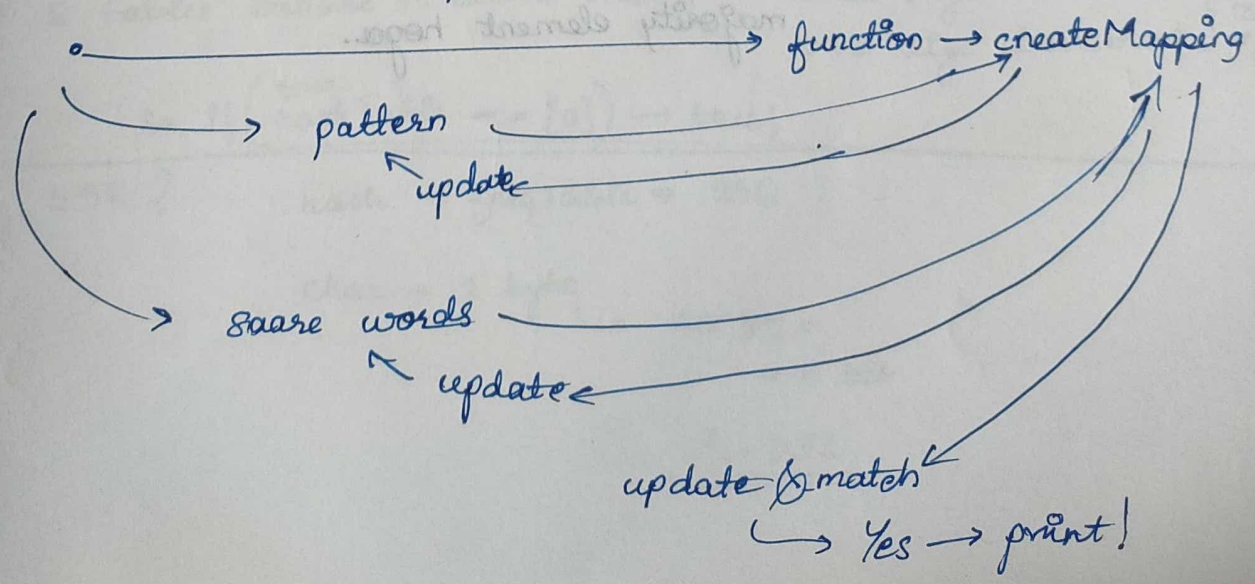 function → createMapping
pattern
update
saare words
update
update & match
Yes → print!